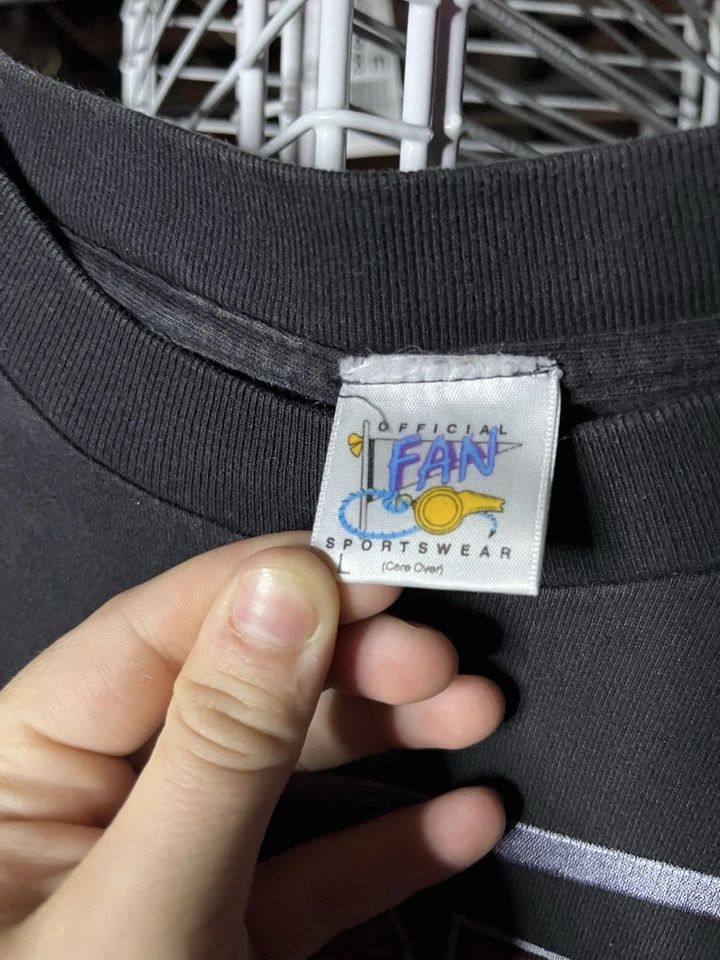 OFFICIAL
FAN
SPORTSWEAR
L
(Care Over)